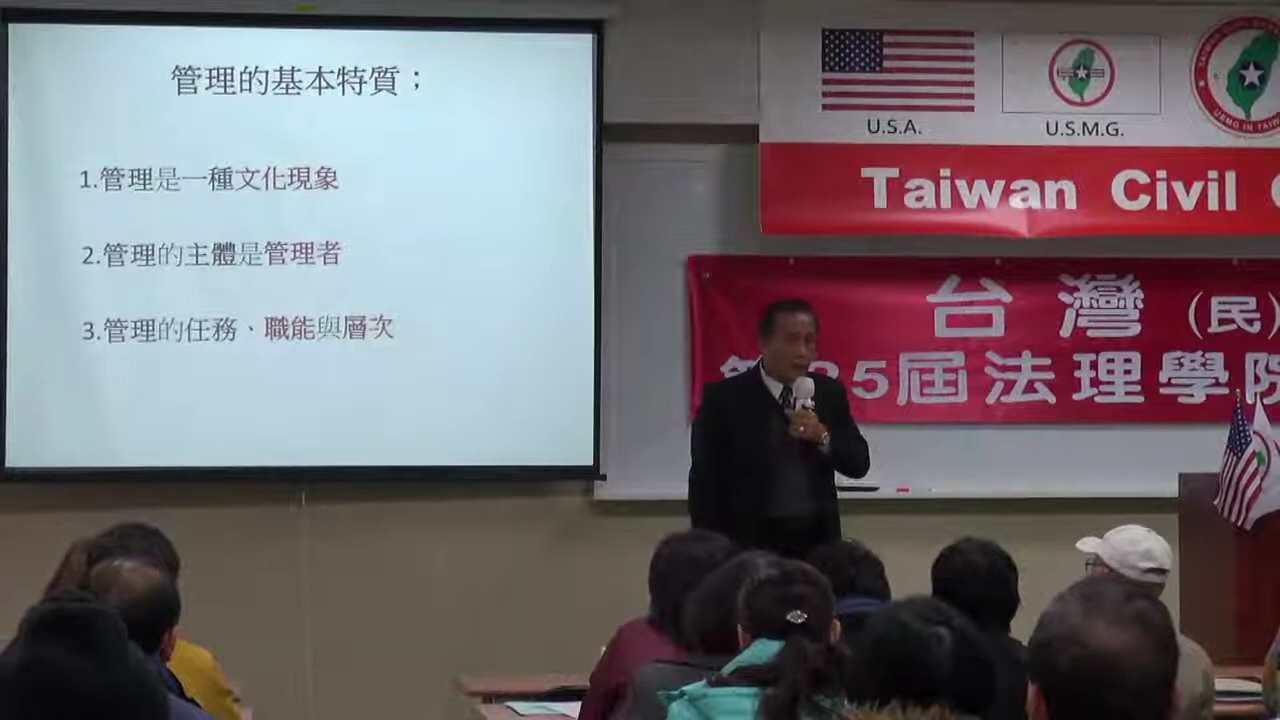 管理的基本特質；
1.管理是一種文化現象
2.管理的主體是管理者
3.管理的任務、職能與層次
U.S.A.
U.S.M.G.
Taiwan Civil
台灣(民)
35屆法理學院